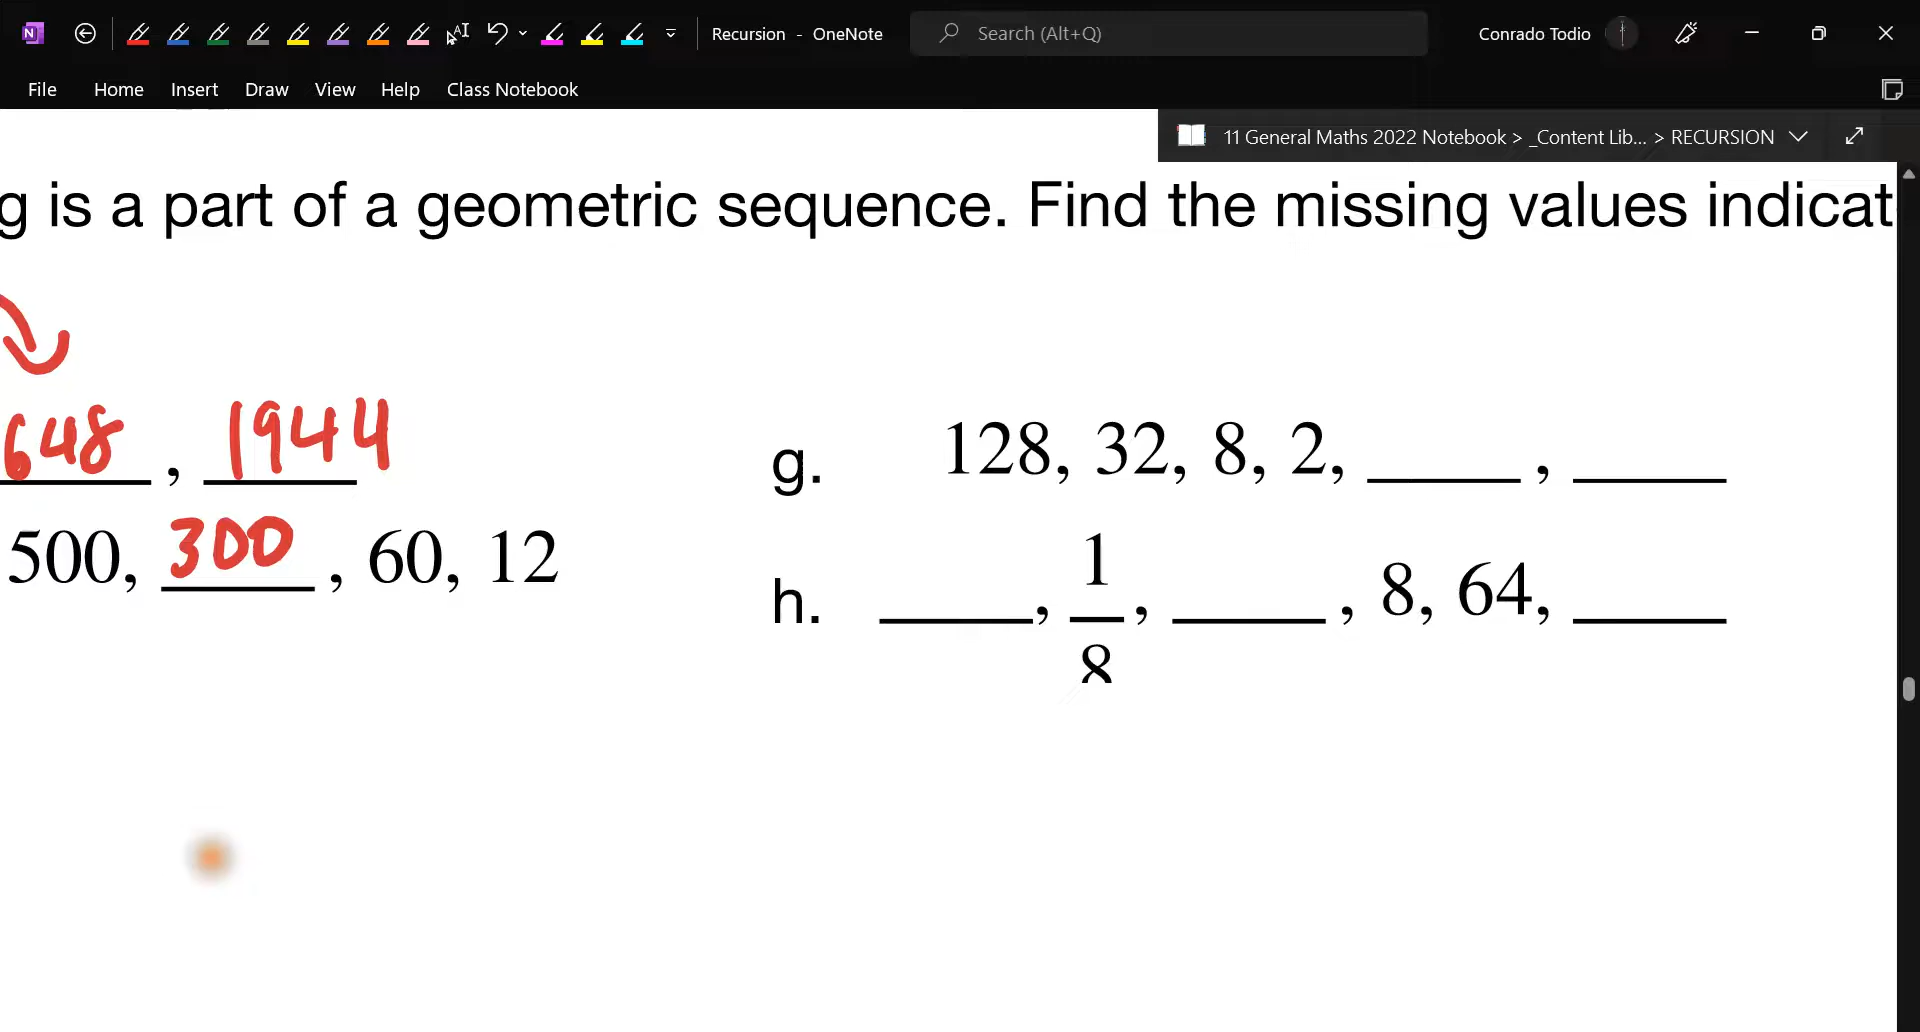 Recursion - OneNote
Search (Alt+Q)
Conrado Todio
File Home Insert Draw View Help Class Notebook
11 General Maths 2022 Notebook > _Content Lib... > RECURSION
g is a part of a geometric sequence. Find the missing values indicat
648, 1944
500, 300, 60, 12
g. 128, 32, 8, 2, ____, ____
h. ____, 1/8, ____, 8, 64, ____